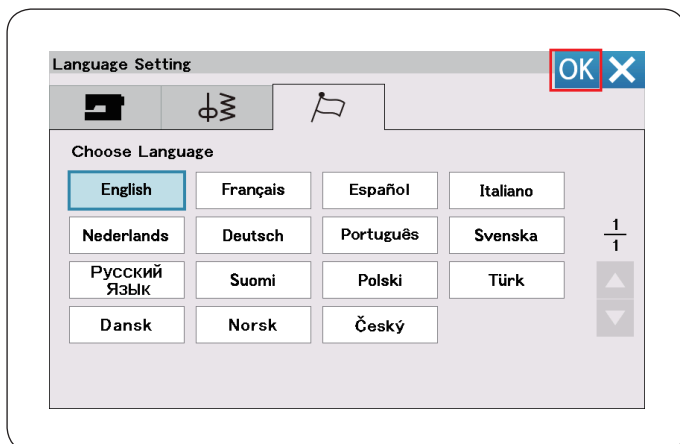 Language Setting
OK
Choose Language
English
Français
Español
Italiano
Nederlands
Deutsch
Português
Svenska
1
1
Русский
Язык
Suomi
Polski
Türk
Dansk
Norsk
Český